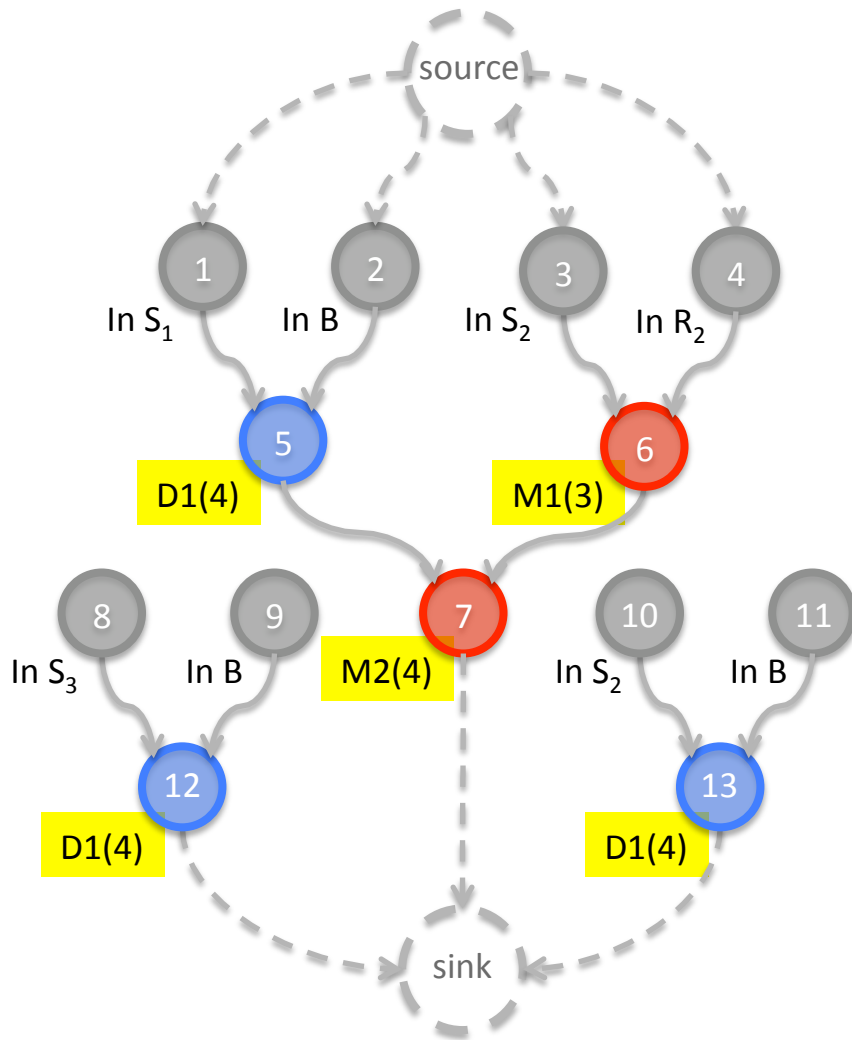 source
1 2 3 4
In S₁ In B In S₂ In R₂
5 6
D1(4) M1(3)
8 9 7 10 11
In S₃ In B M2(4) In S₂ In B
12 13
D1(4) D1(4)
sink